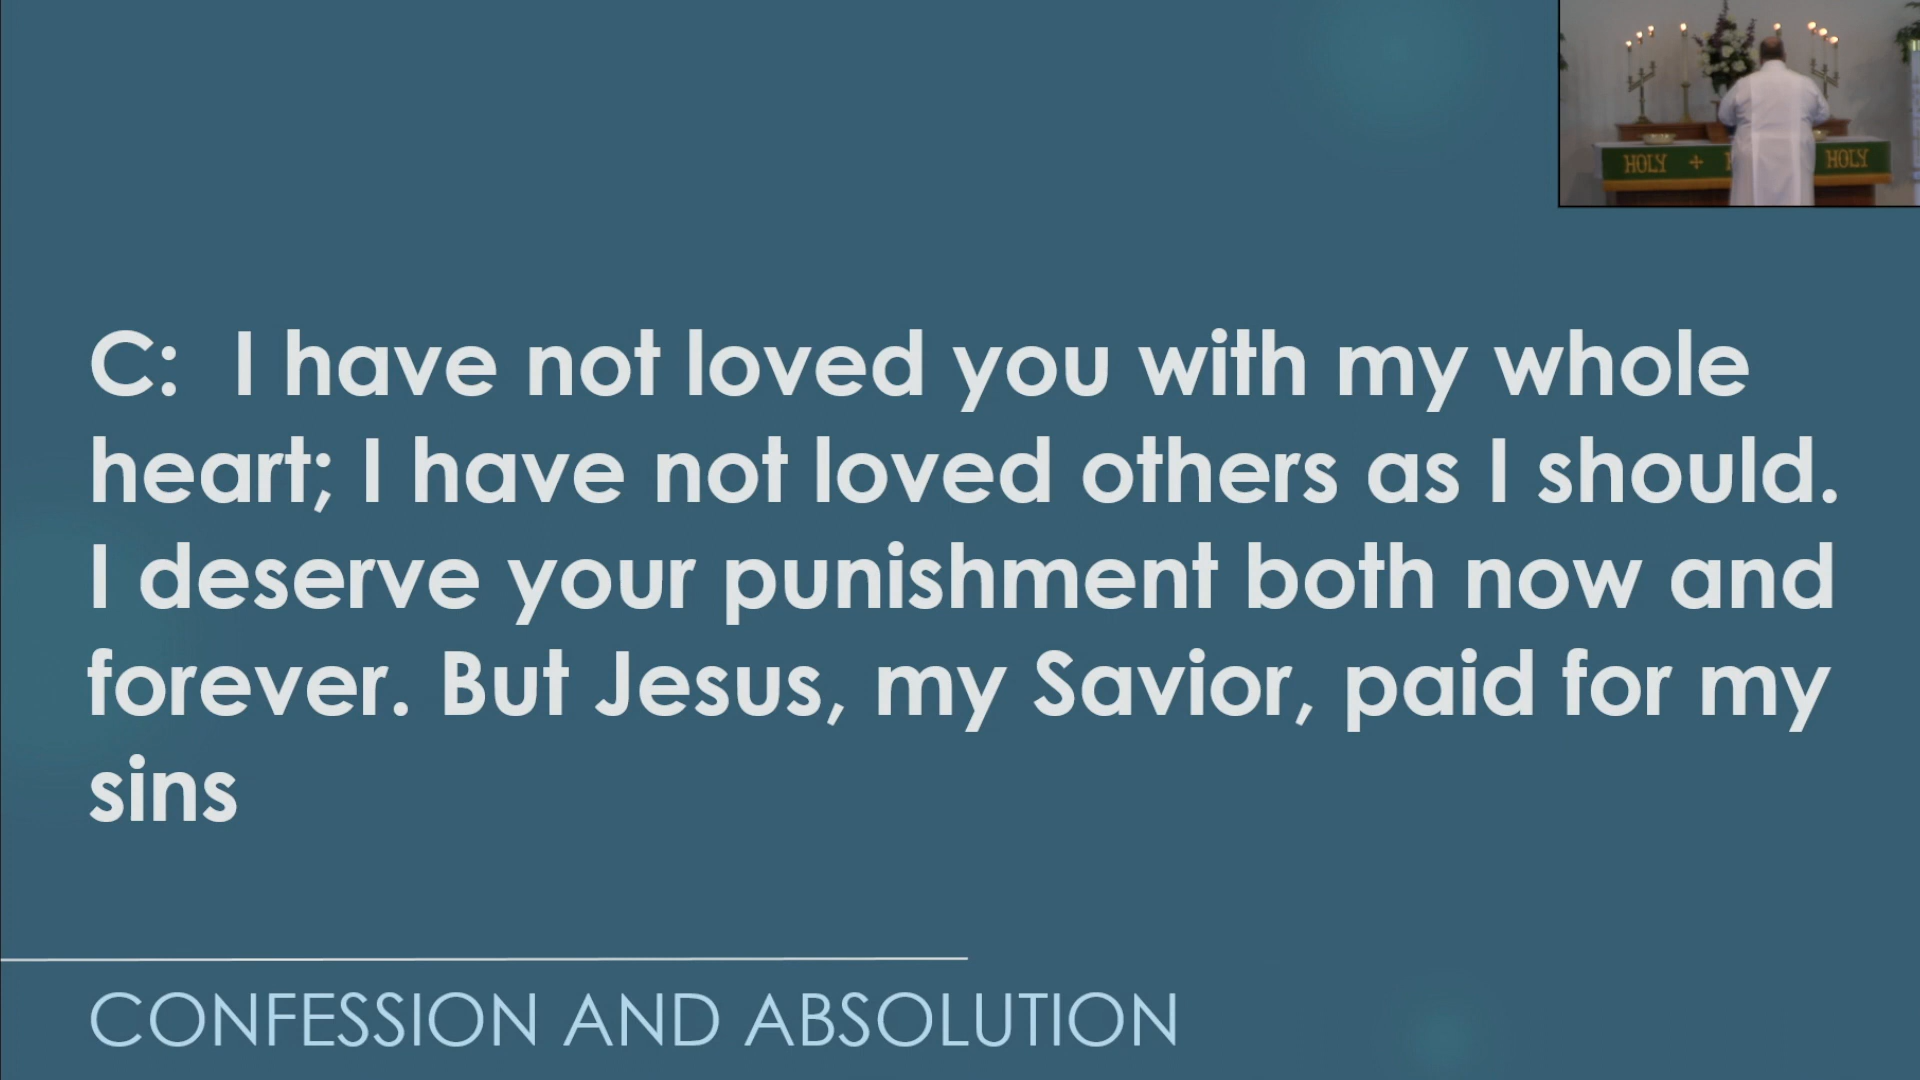 HOLY + HOLY
C: I have not loved you with my whole
heart; I have not loved others as I should.
I deserve your punishment both now and
forever. But Jesus, my Savior, paid for my
sins
CONFESSION AND ABSOLUTION